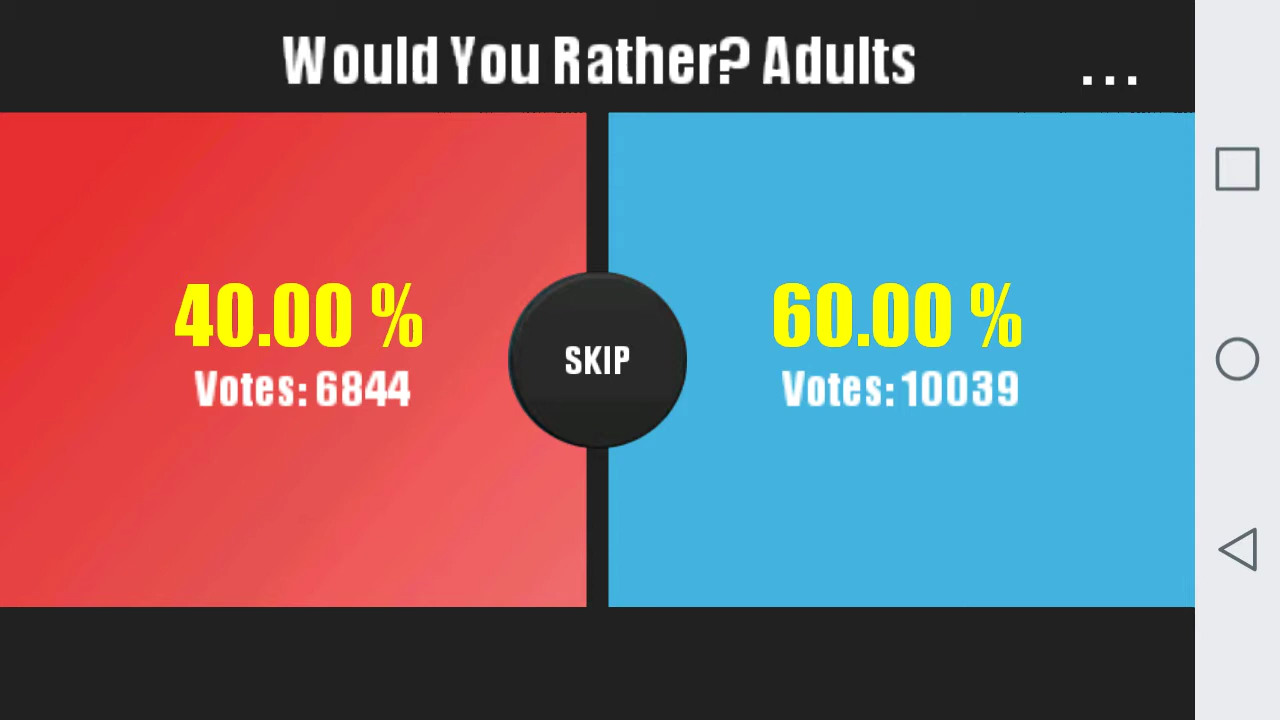 Would You Rather? Adults
...
40.00 %
Votes: 6844
SKIP
60.00 %
Votes: 10039